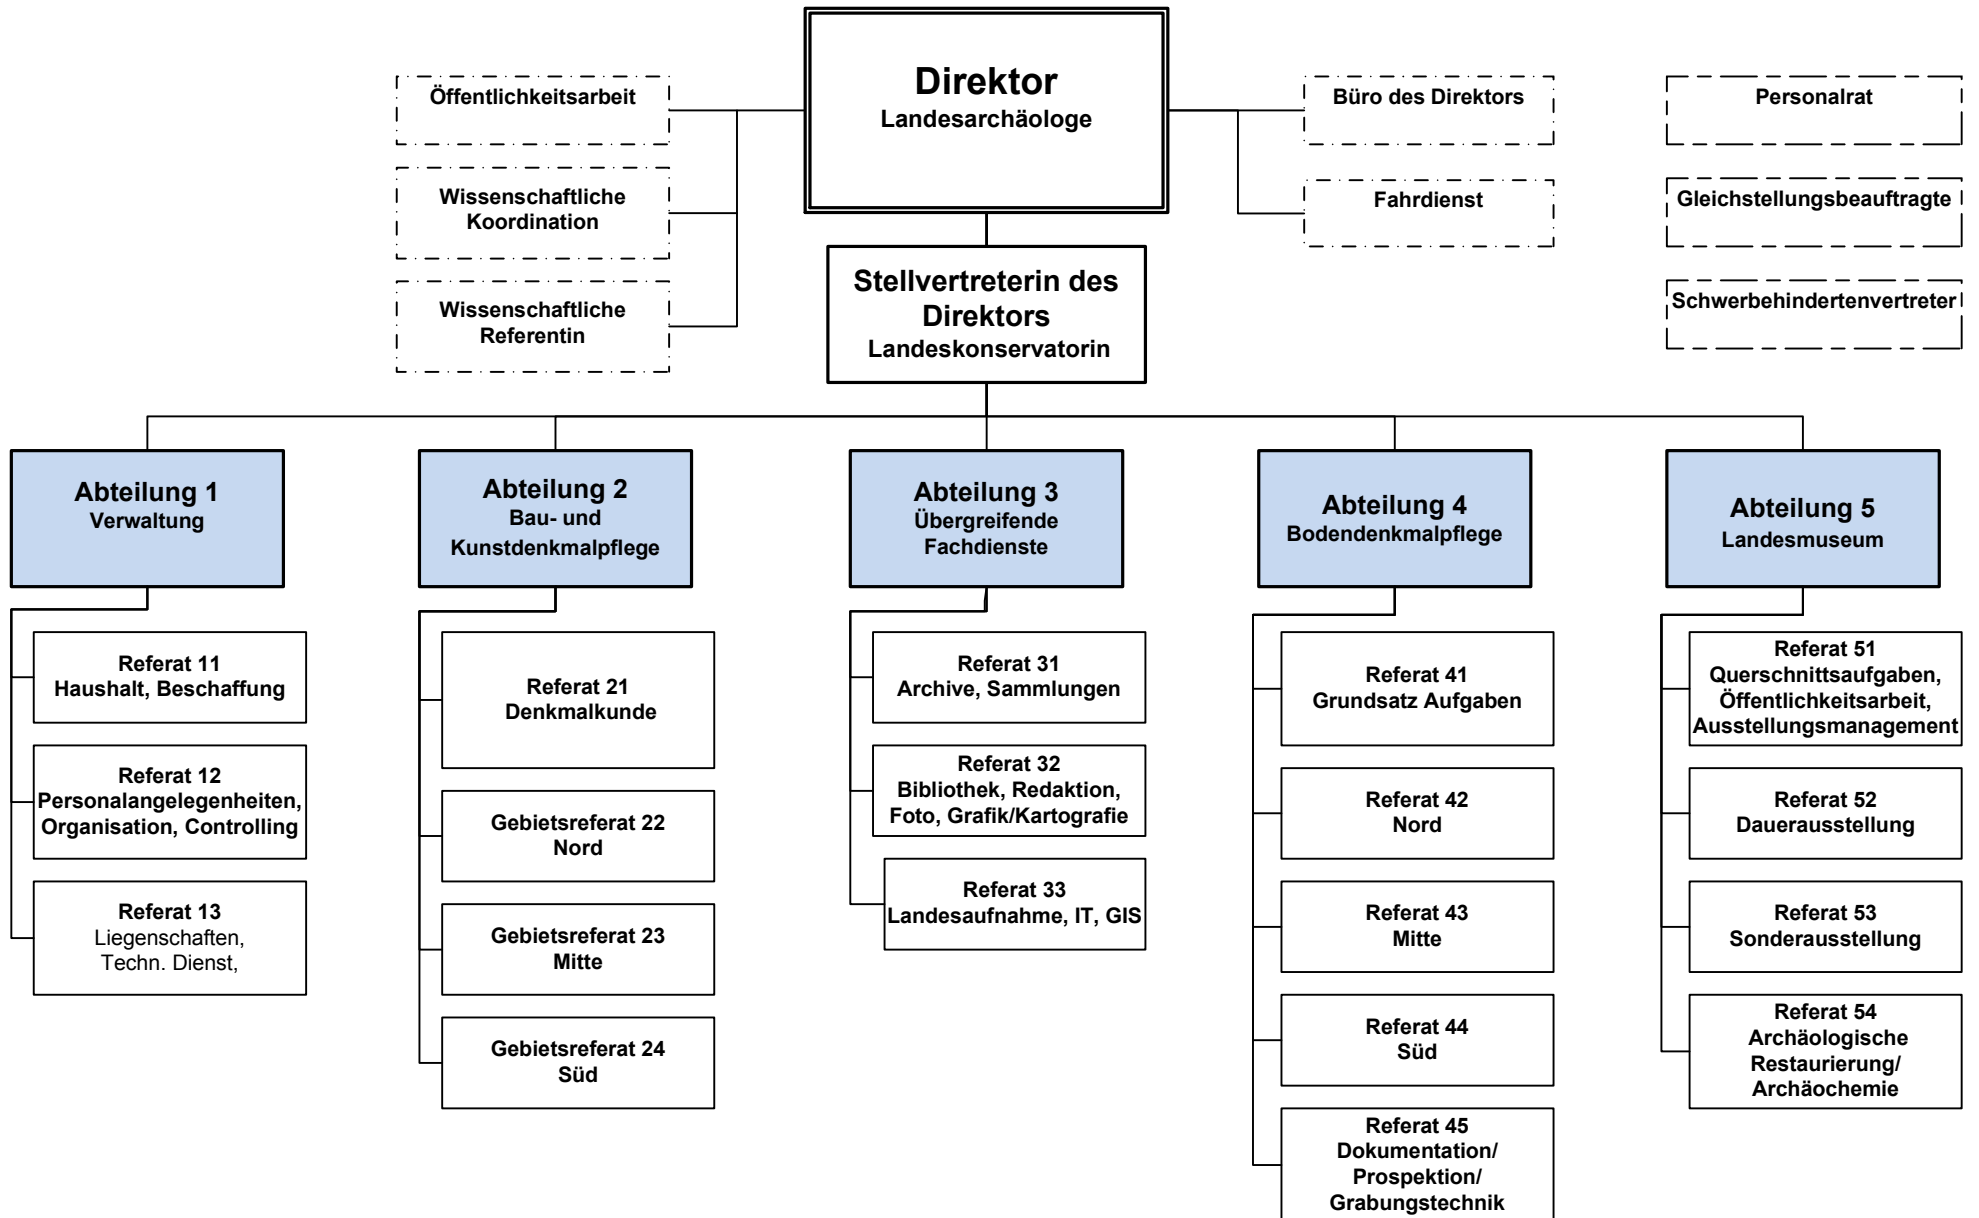 Direktor
Landesarchäologe
Öffentlichkeitsarbeit
Wissenschaftliche
Koordination
Wissenschaftliche
Referentin
Büro des Direktors
Fahrdienst
Personalrat
Gleichstellungsbeauftragte
Schwerbehindertenvertreter
Stellvertreterin des
Direktors
Landeskonservatorin
Abteilung 1
Verwaltung
Referat 11
Haushalt, Beschaffung
Referat 12
Personalangelegenheiten,
Organisation, Controlling
Referat 13
Liegenschaften,
Techn. Dienst,
Abteilung 2
Bau- und
Kunstdenkmalpflege
Referat 21
Denkmalkunde
Gebietsreferat 22
Nord
Gebietsreferat 23
Mitte
Gebietsreferat 24
Süd
Abteilung 3
Übergreifende
Fachdienste
Referat 31
Archive, Sammlungen
Referat 32
Bibliothek, Redaktion,
Foto, Grafik/Kartografie
Referat 33
Landesaufnahme, IT, GIS
Abteilung 4
Bodendenkmalpflege
Referat 41
Grundsatz Aufgaben
Referat 42
Nord
Referat 43
Mitte
Referat 44
Süd
Referat 45
Dokumentation/
Prospektion/
Grabungstechnik
Abteilung 5
Landesmuseum
Referat 51
Querschnittsaufgaben,
Öffentlichkeitsarbeit,
Ausstellungsmanagement
Referat 52
Dauerausstellung
Referat 53
Sonderausstellung
Referat 54
Archäologische
Restaurierung/
Archäochemie